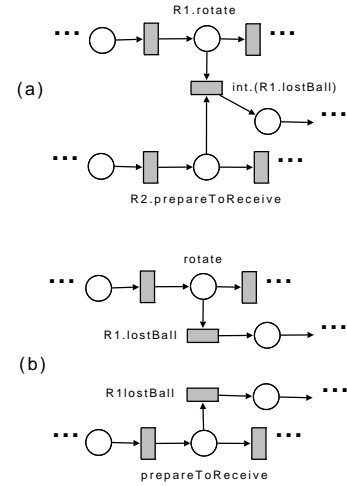 R1.rotate
... ...
(a)
int.(R1.lostBall)
...
... ...
R2.prepareToReceive
rotate
... ...
R1.lostBall
...
(b)
R1lostBall
...
... ...
prepareToReceive